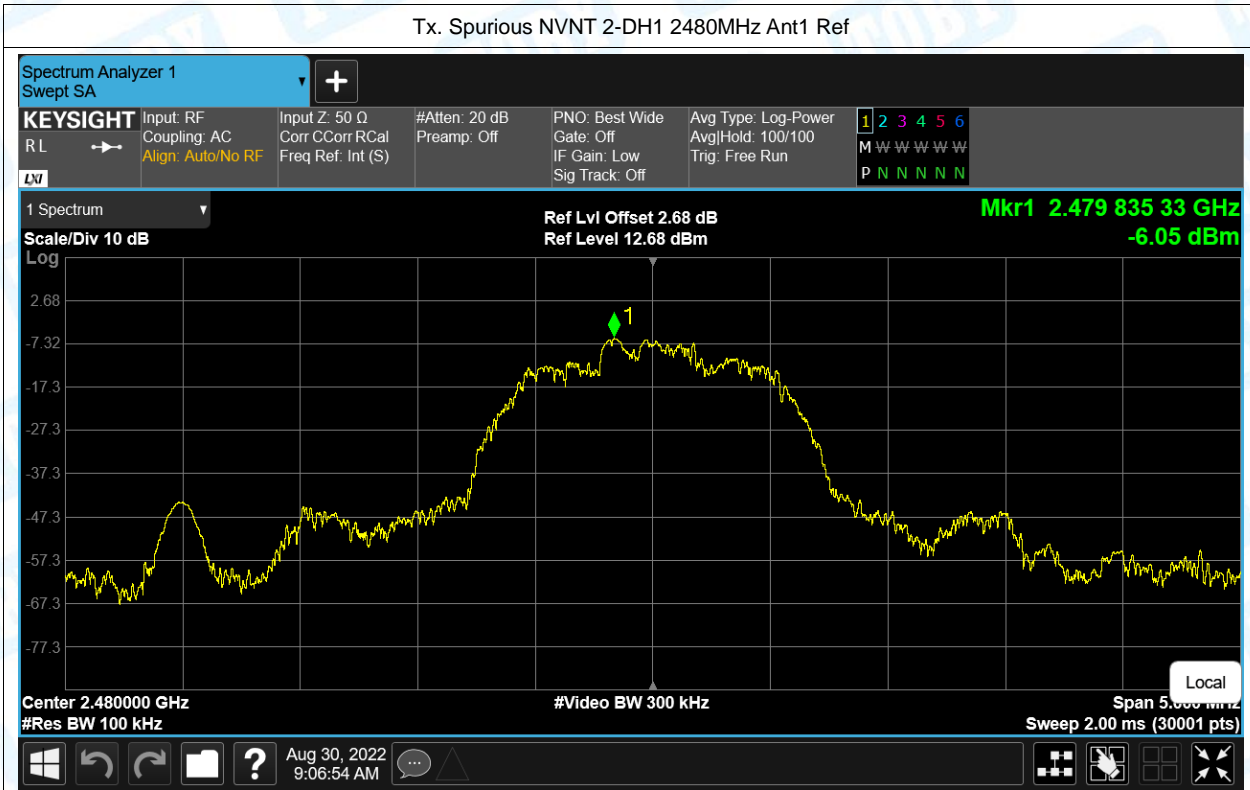 Tx. Spurious NVNT 2-DH1 2480MHz Ant1 Ref
Spectrum Analyzer 1
Swept SA
KEYSIGHT
RL
LXI
Input: RF
Coupling: AC
Align: Auto/No RF
Input Z: 50 Ω
Corr CCorr RCal
Freq Ref: Int (S)
#Atten: 20 dB
Preamp: Off
PNO: Best Wide
Gate: Off
IF Gain: Low
Sig Track: Off
Avg Type: Log-Power
Avg|Hold: 100/100
Trig: Free Run
1 2 3 4 5 6
M W W W W W
P N N N N N
1 Spectrum
Scale/Div 10 dB
Ref Lvl Offset 2.68 dB
Ref Level 12.68 dBm
Mkr1 2.479 835 33 GHz
-6.05 dBm
Log
2.68
-7.32
-17.3
-27.3
-37.3
-47.3
-57.3
-67.3
-77.3
1
Local
Center 2.480000 GHz
#Res BW 100 kHz
#Video BW 300 kHz
Span 5.000 MHz
Sweep 2.00 ms (30001 pts)
?
Aug 30, 2022
9:06:54 AM